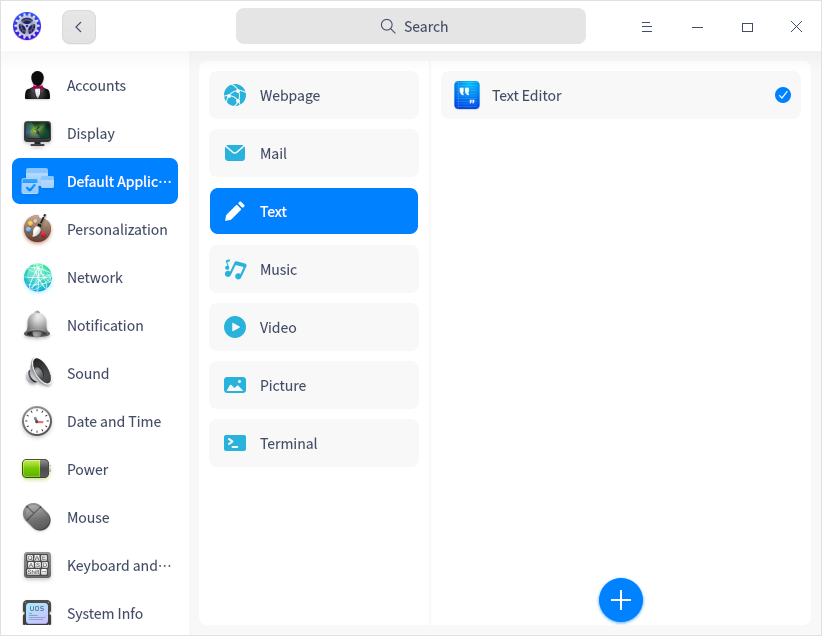 Search
Accounts
Display
Default Applic···
Personalization
Network
Notification
Sound
Date and Time
Power
Mouse
Keyboard and···
UOS
System Info
Webpage
Mail
Text
Music
Video
Picture
Terminal
Text Editor